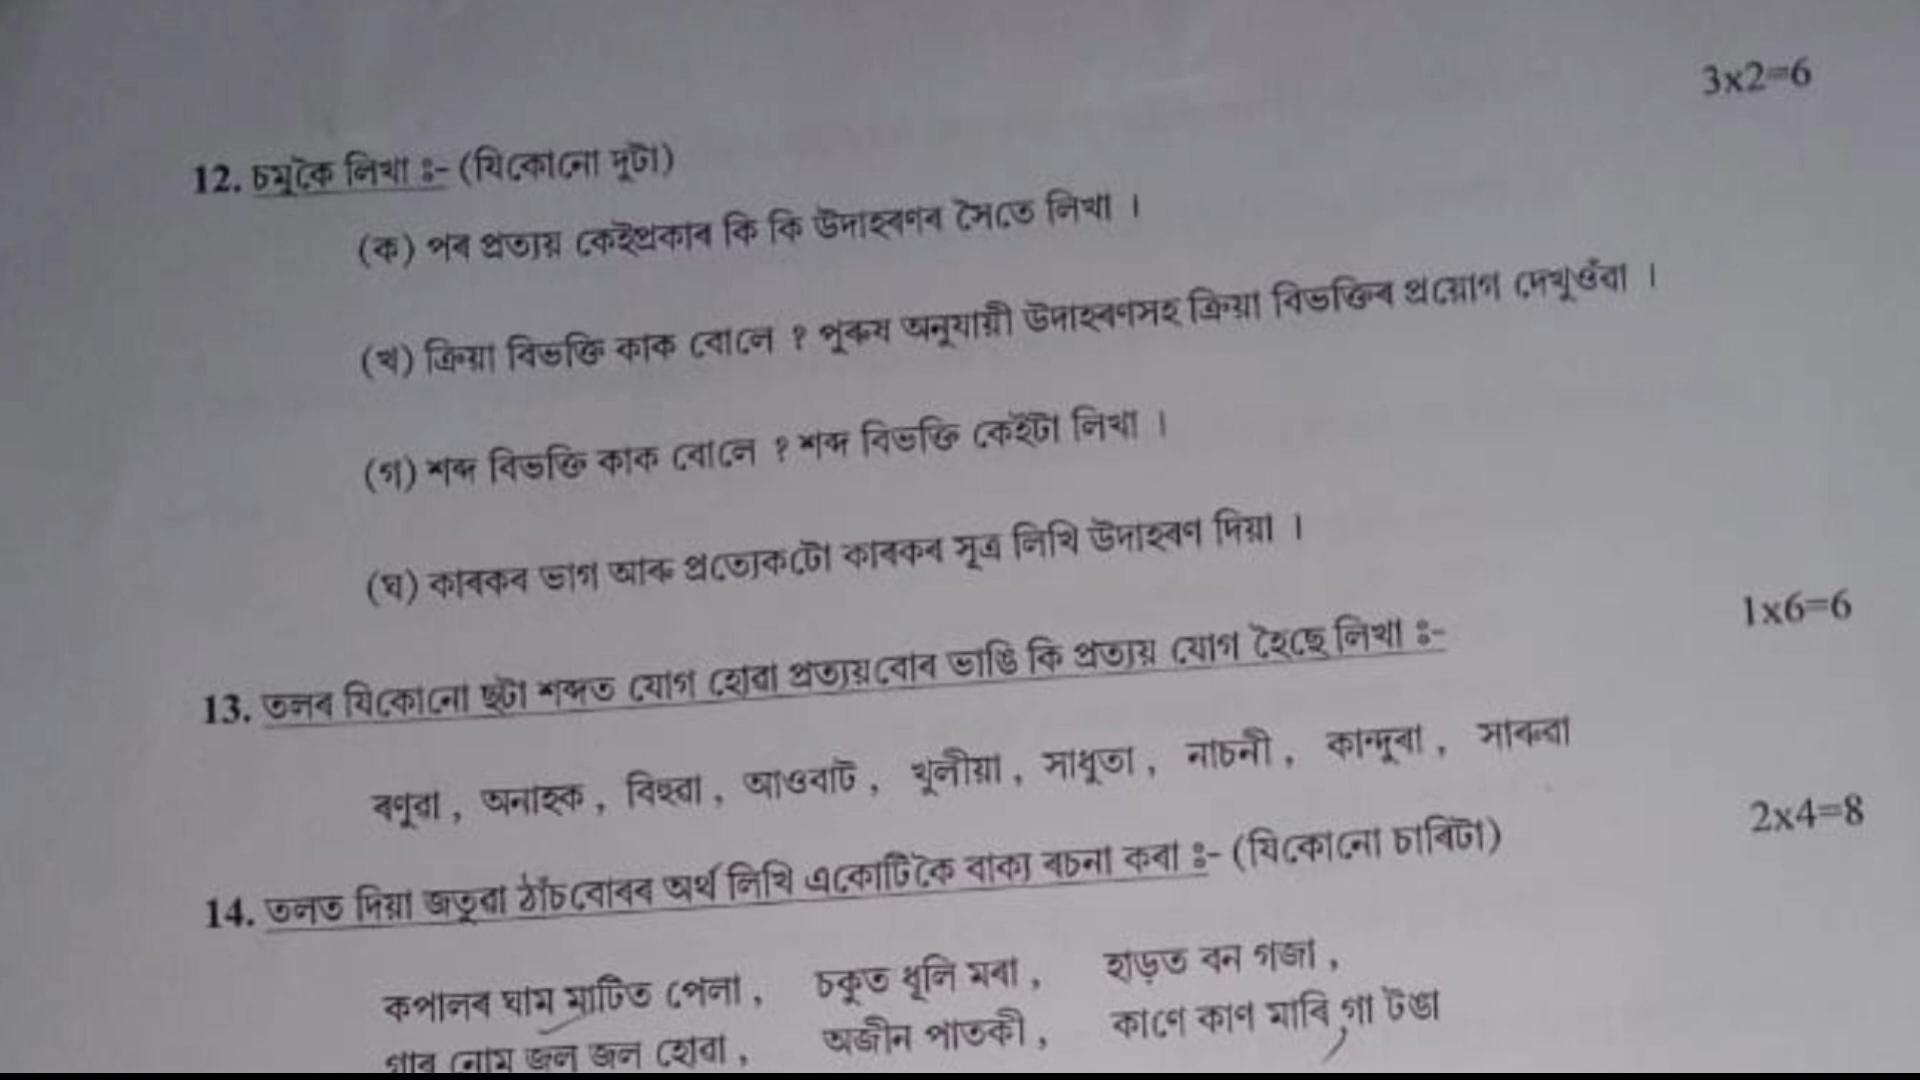 3x2=6
12. চমুকৈ লিখা :- (যিকোনো দুটা)
(ক) পৰ প্ৰত্যয় কেইপ্ৰকাৰ কি কি উদাহৰণৰ সৈতে লিখা ।
(খ) ক্ৰিয়া বিভক্তি কাক বোলে ? পুৰুষ অনুযায়ী উদাহৰণসহ ক্ৰিয়া বিভক্তিৰ প্ৰয়োগ দেখুওঁৱা ।
(গ) শব্দ বিভক্তি কাক বোলে ? শব্দ বিভক্তি কেইটা লিখা ।
(ঘ) কাৰকৰ ভাগ আৰু প্ৰত্যেকটো কাৰকৰ সূত্ৰ লিখি উদাহৰণ দিয়া ।
1x6=6
13. তলৰ যিকোনো ছটা শব্দত যোগ হোৱা প্ৰত্যয়বোৰ ভাঙি কি প্ৰত্যয় যোগ হৈছে লিখা :-
ৰণুৱা , অনাহক , বিহুৱা , আওবাট , থুলীয়া , সাধুতা , নাচনী , কান্দুৰা , সাৰুৱা
2x4=8
14. তলত দিয়া জতুৱা ঠাঁচবোৰৰ অৰ্থ লিখি একোটিকৈ বাক্য ৰচনা কৰা :- (যিকোনো চাৰিটা)
কপালৰ ঘাম মাটিত পেলা , চকুত ধূলি মৰা , হাড়ত বন গজা ,
গাৰ নোম জল জল হোৱা , অজীন পাতকী , কাণে কাণ মাৰি গা টঙা